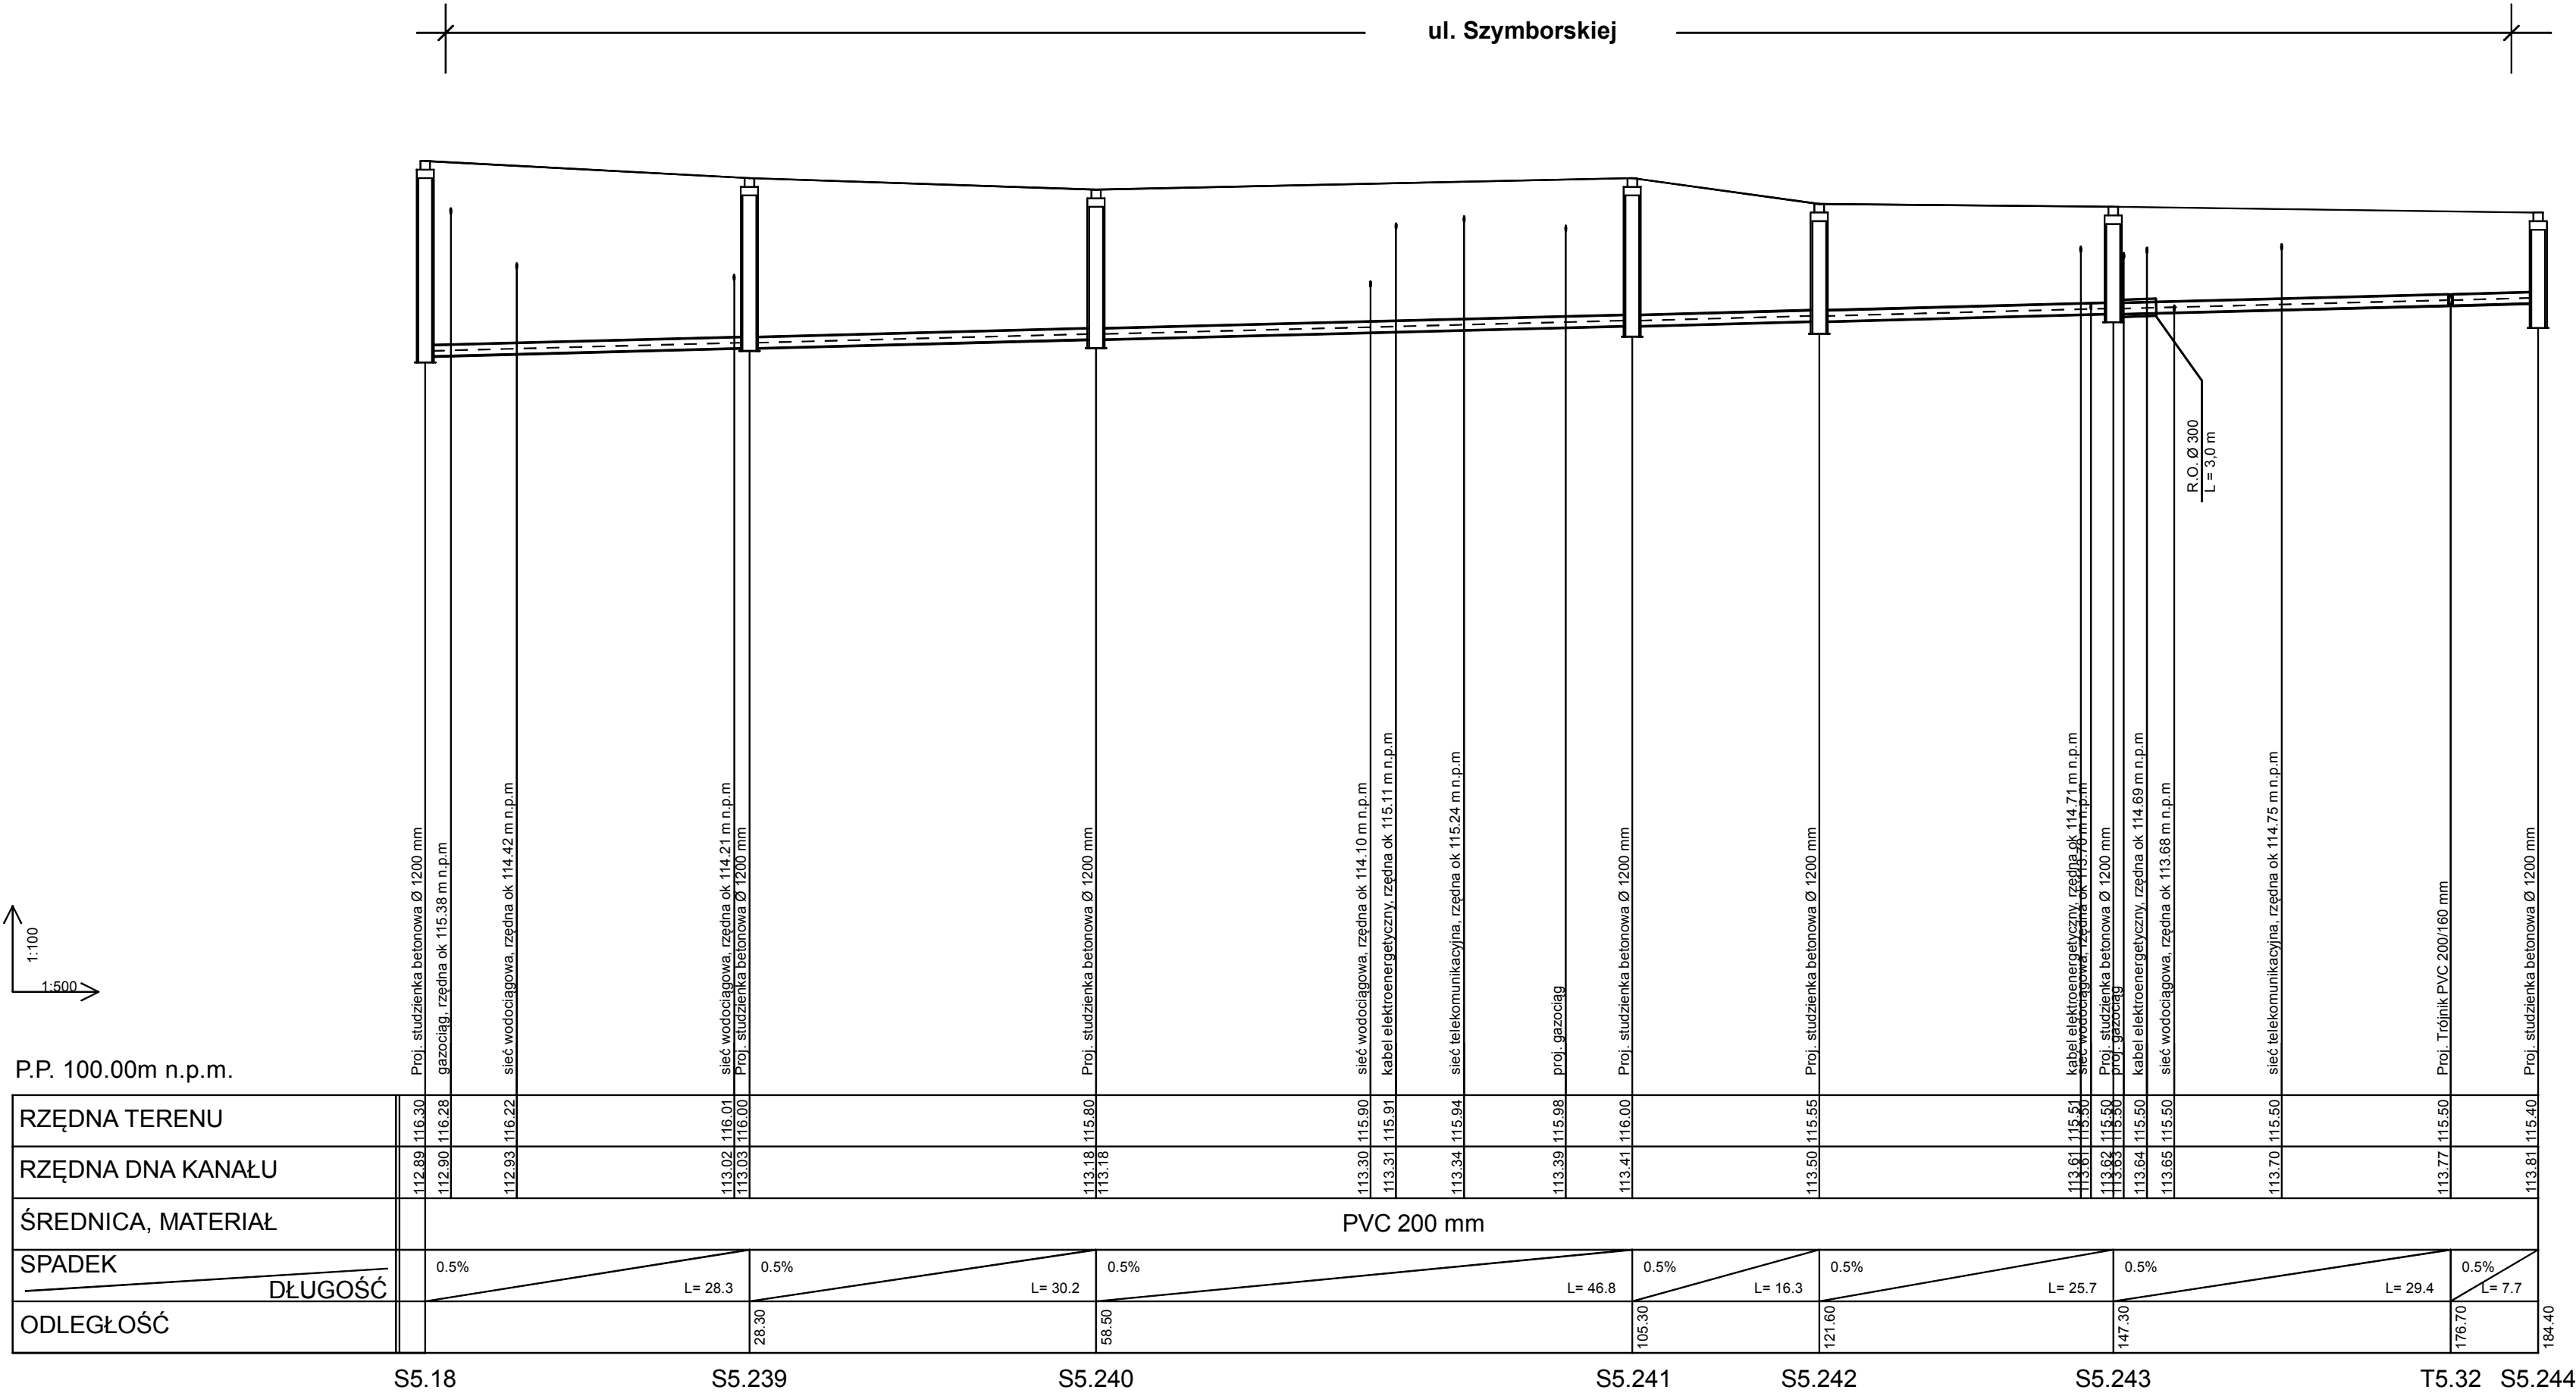 ul. Szymborskiej
R.O. Ø 300
L = 3,0 m
1:100
1:500
P.P. 100.00m n.p.m.
Proj. studzienka betonowa Ø 1200 mm
gazociąg, rzędna ok 115.38 m n.p.m
sieć wodociągowa, rzędna ok 114.42 m n.p.m
sieć wodociągowa, rzędna ok 114.21 m n.p.m
Proj. studzienka betonowa Ø 1200 mm
Proj. studzienka betonowa Ø 1200 mm
sieć wodociągowa, rzędna ok 114.10 m n.p.m
kabel elektroenergetyczny, rzędna ok 115.11 m n.p.m
sieć telekomunikacyjna, rzędna ok 115.24 m n.p.m
proj. gazociąg
Proj. studzienka betonowa Ø 1200 mm
Proj. studzienka betonowa Ø 1200 mm
kabel elektroenergetyczny, rzędna ok 114.71 m n.p.m
sieć wodociągowa, rzędna ok 113.70 m n.p.m
Proj. studzienka betonowa Ø 1200 mm
proj. gazociąg
kabel elektroenergetyczny, rzędna ok 114.69 m n.p.m
sieć wodociągowa, rzędna ok 113.68 m n.p.m
sieć telekomunikacyjna, rzędna ok 114.75 m n.p.m
Proj. Trójnik PVC 200/160 mm
Proj. studzienka betonowa Ø 1200 mm
RZĘDNA TERENU
116.30 116.28 116.22 116.01 116.00 115.80 115.90 115.91 115.94 115.98 116.00 115.55 115.51 115.50 115.50 115.50 115.50 115.50 115.50 115.50 115.40
RZĘDNA DNA KANAŁU
112.89 112.90 112.93 113.02 113.03 113.18 113.18 113.30 113.31 113.34 113.39 113.41 113.50 113.61 113.61 113.62 113.63 113.64 113.65 113.70 113.77 113.81
ŚREDNICA, MATERIAŁ
PVC 200 mm
SPADEK
0.5% 0.5% 0.5% 0.5% 0.5% 0.5% 0.5%
DŁUGOŚĆ
L= 28.3 L= 30.2 L= 46.8 L= 16.3 L= 25.7 L= 29.4 L= 7.7
ODLEGŁOŚĆ
28.30 58.50 105.30 121.60 147.30 176.70 184.40
S5.18 S5.239 S5.240 S5.241 S5.242 S5.243 T5.32 S5.244